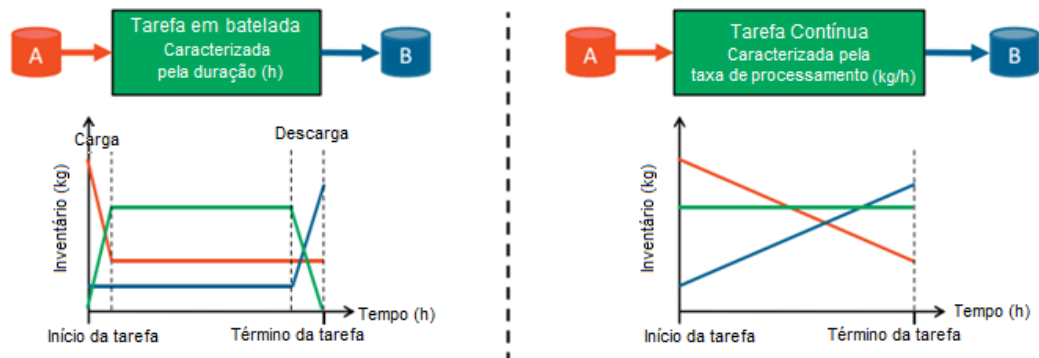 A
Tarefa em batelada
Caracterizada
pela duração (h)
B
Carga
Descarga
Inventário (kg)
Tempo (h)
Início da tarefa
Término da tarefa
A
Tarefa Contínua
Caracterizada pela
taxa de processamento (kg/h)
B
Inventário (kg)
Tempo (h)
Início da tarefa
Término da tarefa